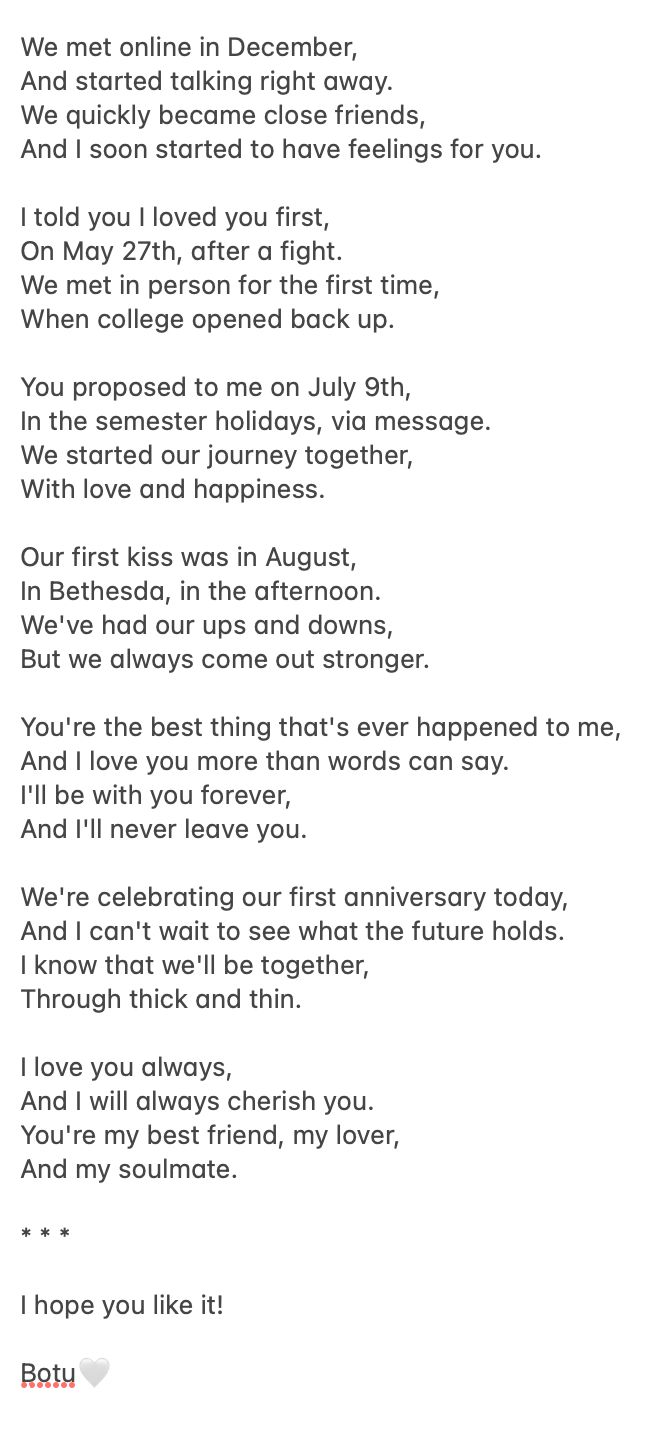 We met online in December,
And started talking right away.
We quickly became close friends,
And I soon started to have feelings for you.

I told you I loved you first,
On May 27th, after a fight.
We met in person for the first time,
When college opened back up.

You proposed to me on July 9th,
In the semester holidays, via message.
We started our journey together,
With love and happiness.

Our first kiss was in August,
In Bethesda, in the afternoon.
We've had our ups and downs,
But we always come out stronger.

You're the best thing that's ever happened to me,
And I love you more than words can say.
I'll be with you forever,
And I'll never leave you.

We're celebrating our first anniversary today,
And I can't wait to see what the future holds.
I know that we'll be together,
Through thick and thin.

I love you always,
And I will always cherish you.
You're my best friend, my lover,
And my soulmate.

* * *

I hope you like it!

Botu🤍